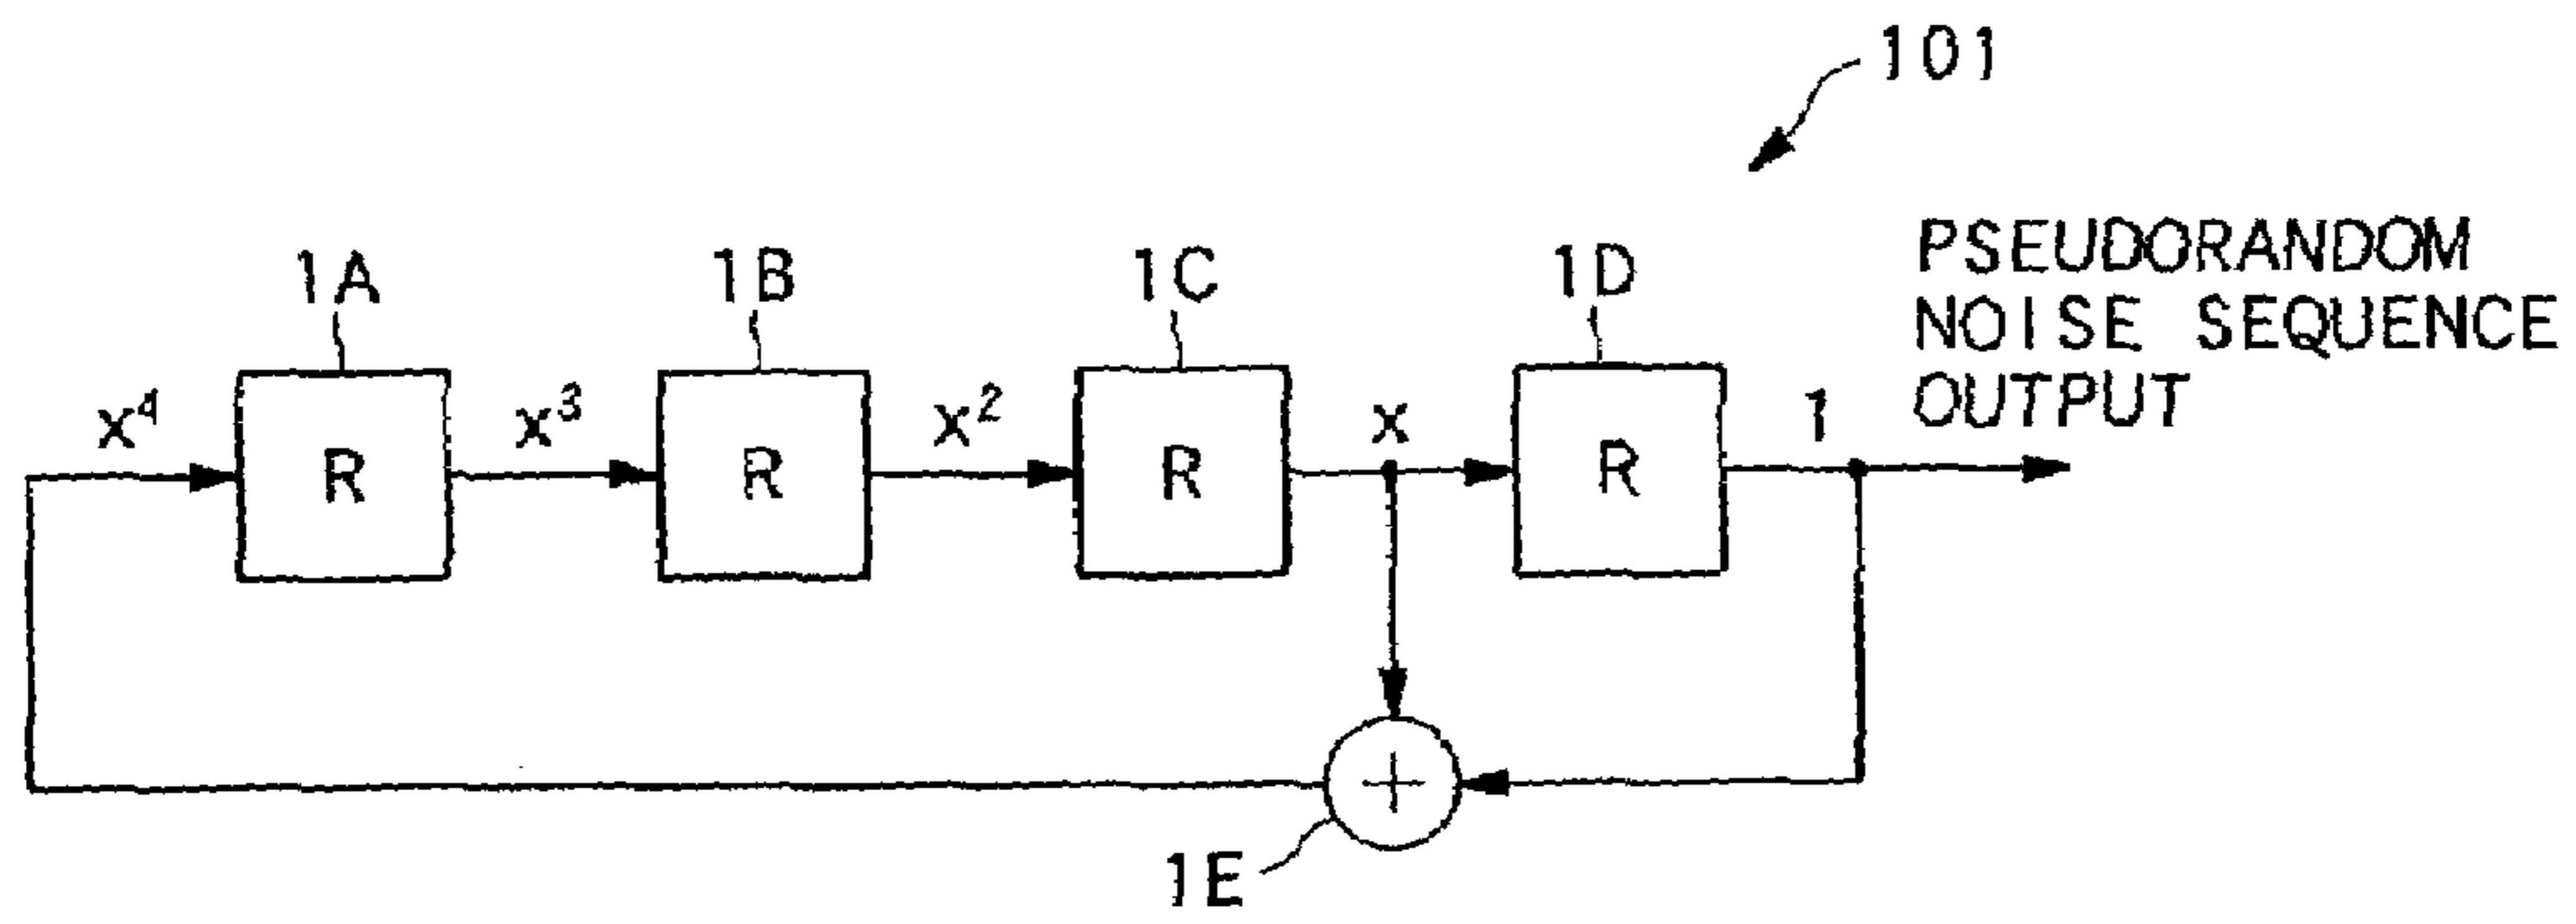 101
PSEUDORANDOM
NOISE SEQUENCE
OUTPUT
1A
1B
1C
1D
x⁴
x³
x²
x
1
R
R
R
R
+
1E